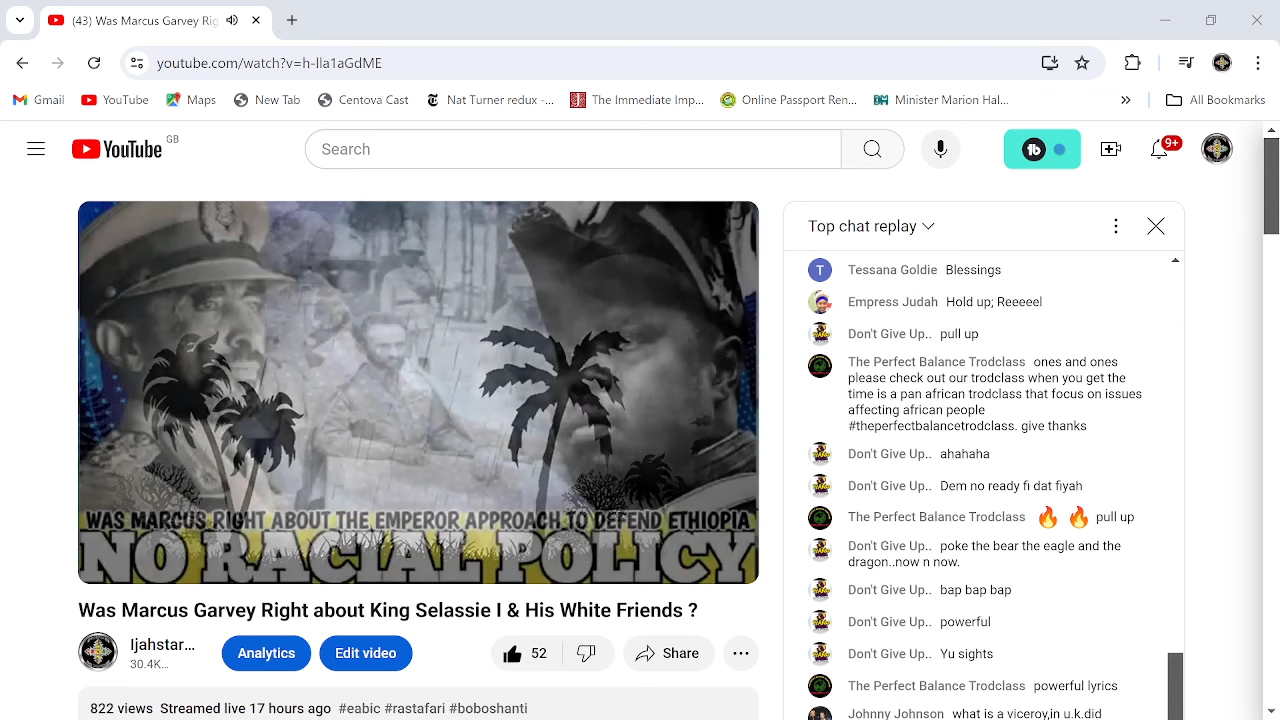 (43) Was Marcus Garvey Rig
youtube.com/watch?v=h-lla1aGdME
Gmail YouTube Maps New Tab Centova Cast Nat Turner redux -... The Immediate Imp... Online Passport Ren... Minister Marion Hal... » All Bookmarks
YouTube GB
Search
1b
9+
WAS MARCUS RIGHT ABOUT THE EMPEROR APPROACH TO DEFEND ETHIOPIA
NO RACIAL POLICY
Was Marcus Garvey Right about King Selassie I & His White Friends ?
Ijahstar...
30.4K...
Analytics
Edit video
52
Share
822 views Streamed live 17 hours ago #eabic #rastafari #boboshanti
Top chat replay
T
Tessana Goldie Blessings
Empress Judah Hold up; Reeeeel
Don't Give Up.. pull up
The Perfect Balance Trodclass ones and ones
please check out our trodclass when you get the
time is a pan african trodclass that focus on issues
affecting african people
#theperfectbalancetrodclass. give thanks
Don't Give Up.. ahahaha
Don't Give Up.. Dem no ready fi dat fiyah
The Perfect Balance Trodclass 🔥 🔥 pull up
Don't Give Up.. poke the bear the eagle and the
dragon..now n now.
Don't Give Up.. bap bap bap
Don't Give Up.. powerful
Don't Give Up.. Yu sights
The Perfect Balance Trodclass powerful lyrics
Johnny Johnson what is a viceroy,in u.k.did